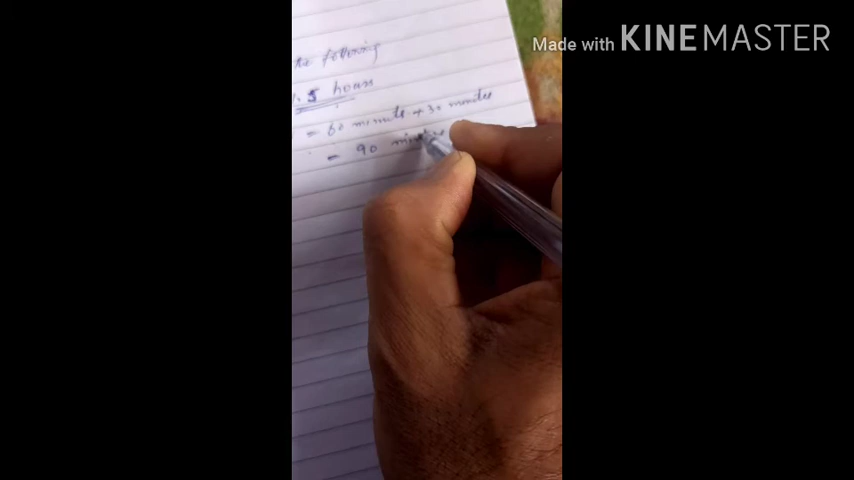 Made with KINEMASTER
the following
1.5 hours
= 60 minutes + 30 minutes
= 90 minutes